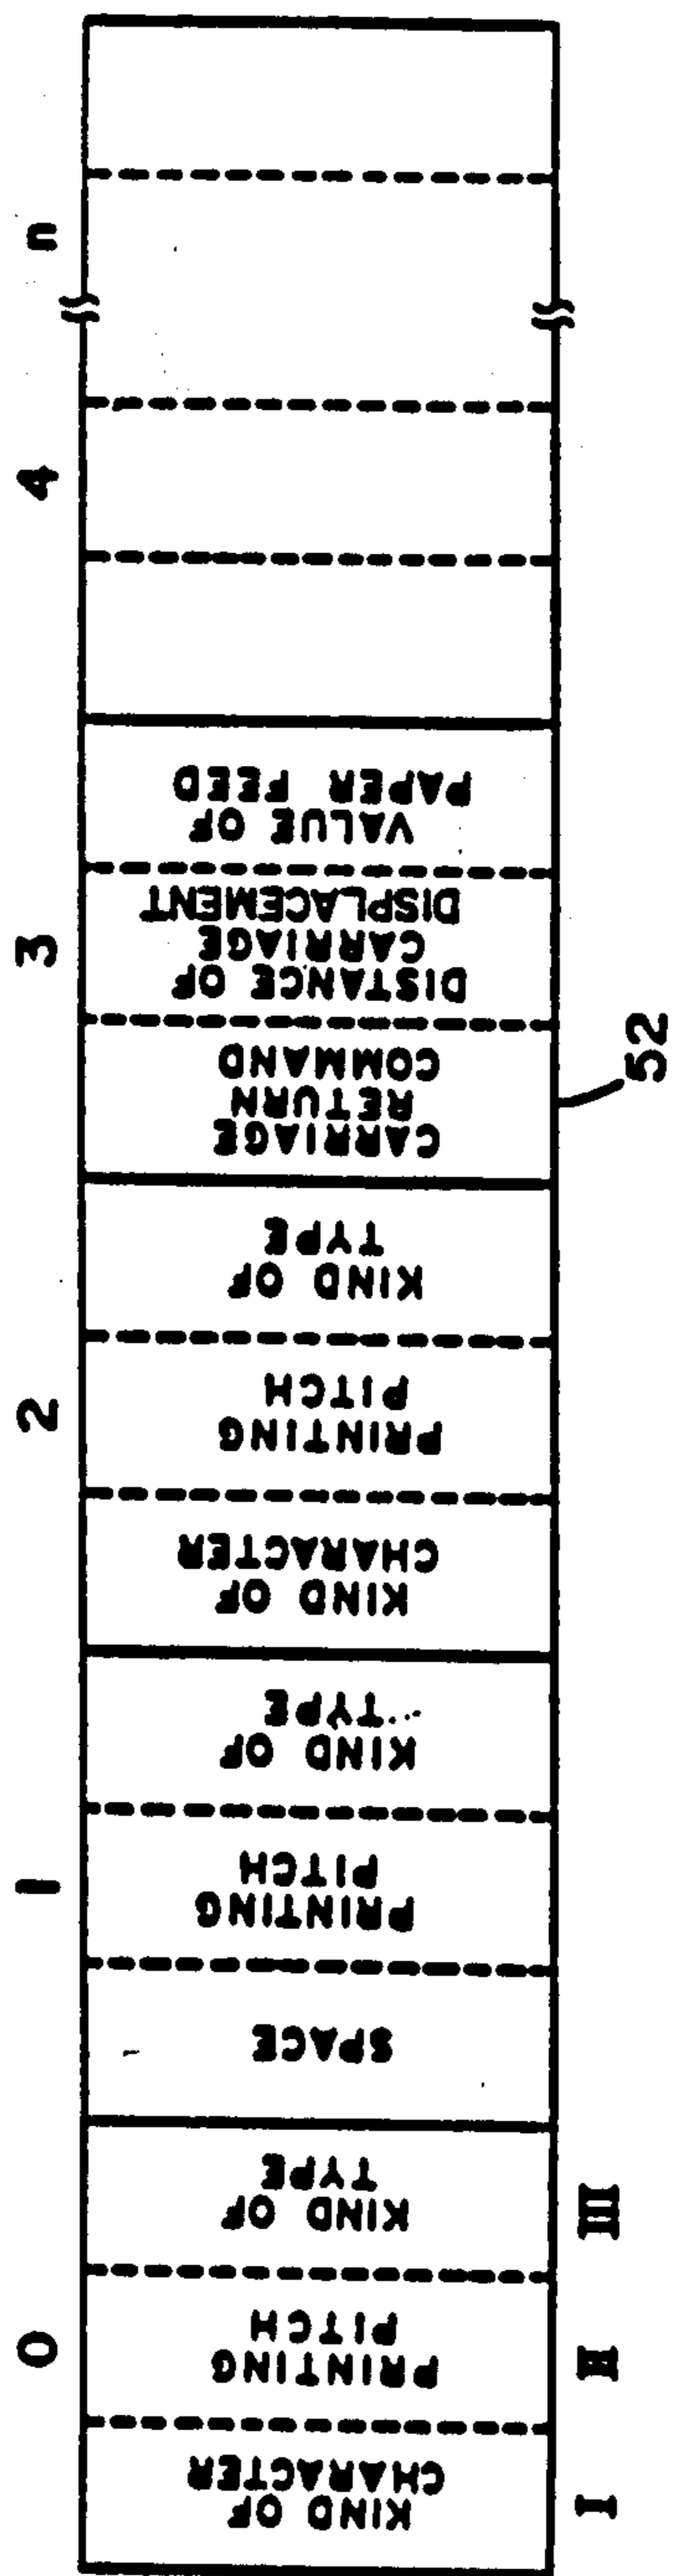 0
1
2
3
4
n
KIND OF
CHARACTER
PRINTING
PITCH
KIND OF
TYPE
SPACE
PRINTING
PITCH
KIND OF
TYPE
KIND OF
CHARACTER
PRINTING
PITCH
KIND OF
TYPE
CARRIAGE
RETURN
COMMAND
DISTANCE OF
CARRIAGE
DISPLACEMENT
VALUE OF
PAPER FEED
I
II
III
52